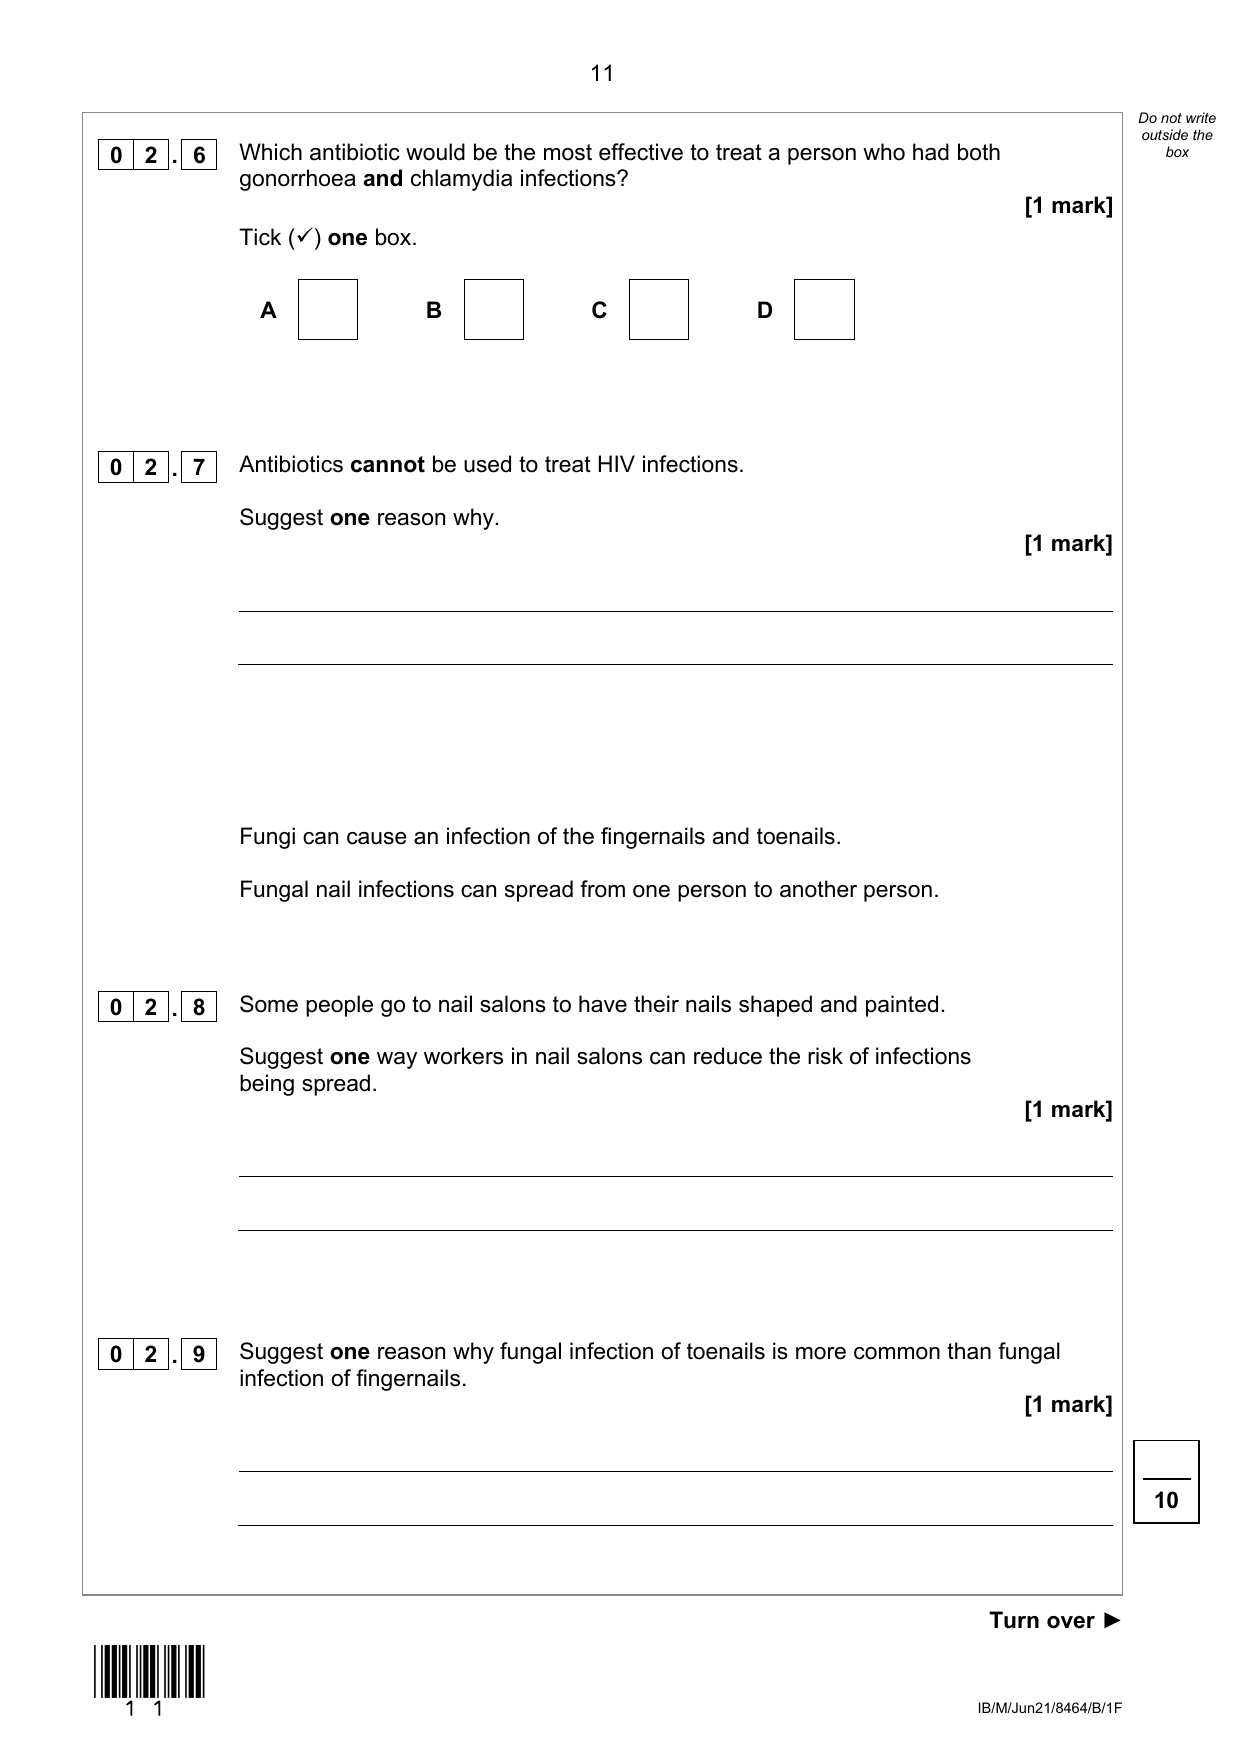 11
Do not write
outside the
box
0 2 . 6 Which antibiotic would be the most effective to treat a person who had both
gonorrhoea and chlamydia infections?
[1 mark]
Tick (✓) one box.
A B C D
0 2 . 7 Antibiotics cannot be used to treat HIV infections.
Suggest one reason why.
[1 mark]
Fungi can cause an infection of the fingernails and toenails.
Fungal nail infections can spread from one person to another person.
0 2 . 8 Some people go to nail salons to have their nails shaped and painted.
Suggest one way workers in nail salons can reduce the risk of infections
being spread.
[1 mark]
0 2 . 9 Suggest one reason why fungal infection of toenails is more common than fungal
infection of fingernails.
[1 mark]
10
Turn over ►
1 1
IB/M/Jun21/8464/B/1F